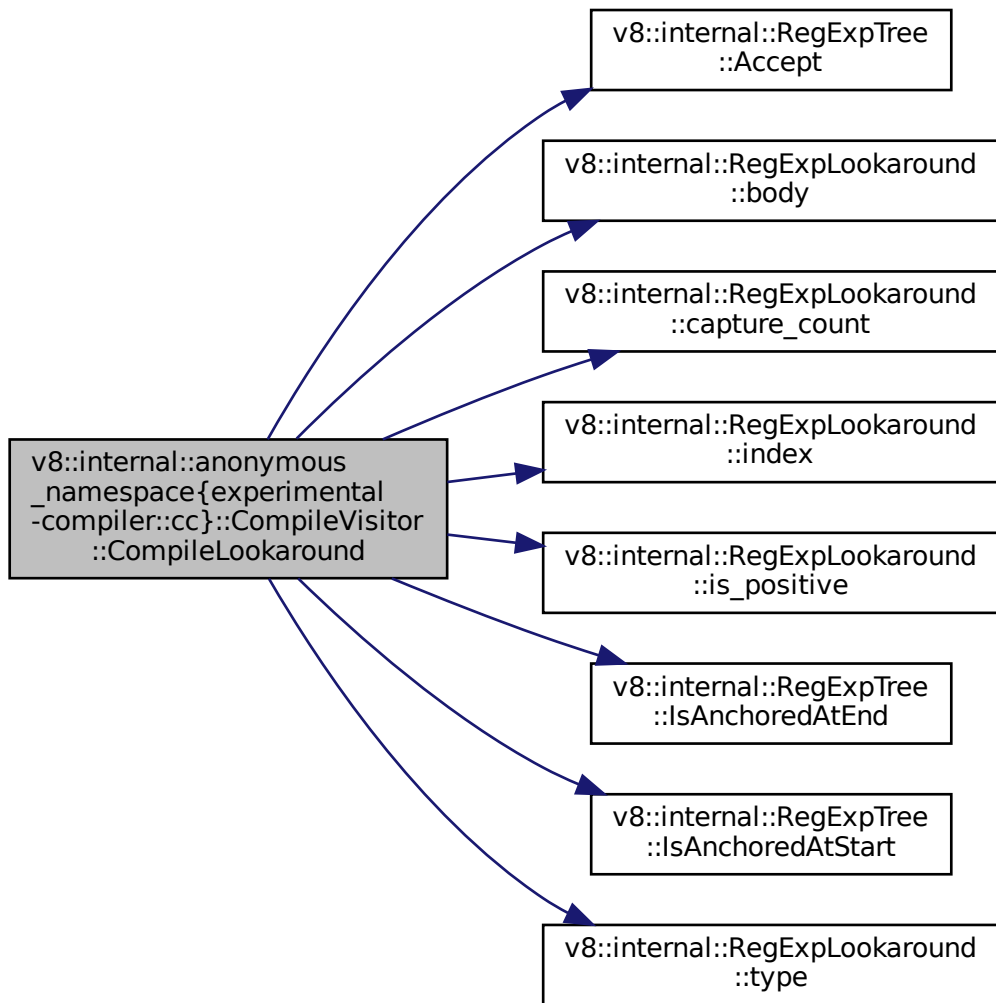 v8::internal::RegExpTree
::Accept
v8::internal::RegExpLookaround
::body
v8::internal::RegExpLookaround
::capture_count
v8::internal::RegExpLookaround
::index
v8::internal::anonymous
_namespace{experimental
-compiler::cc}::CompileVisitor
::CompileLookaround
v8::internal::RegExpLookaround
::is_positive
v8::internal::RegExpTree
::IsAnchoredAtEnd
v8::internal::RegExpTree
::IsAnchoredAtStart
v8::internal::RegExpLookaround
::type